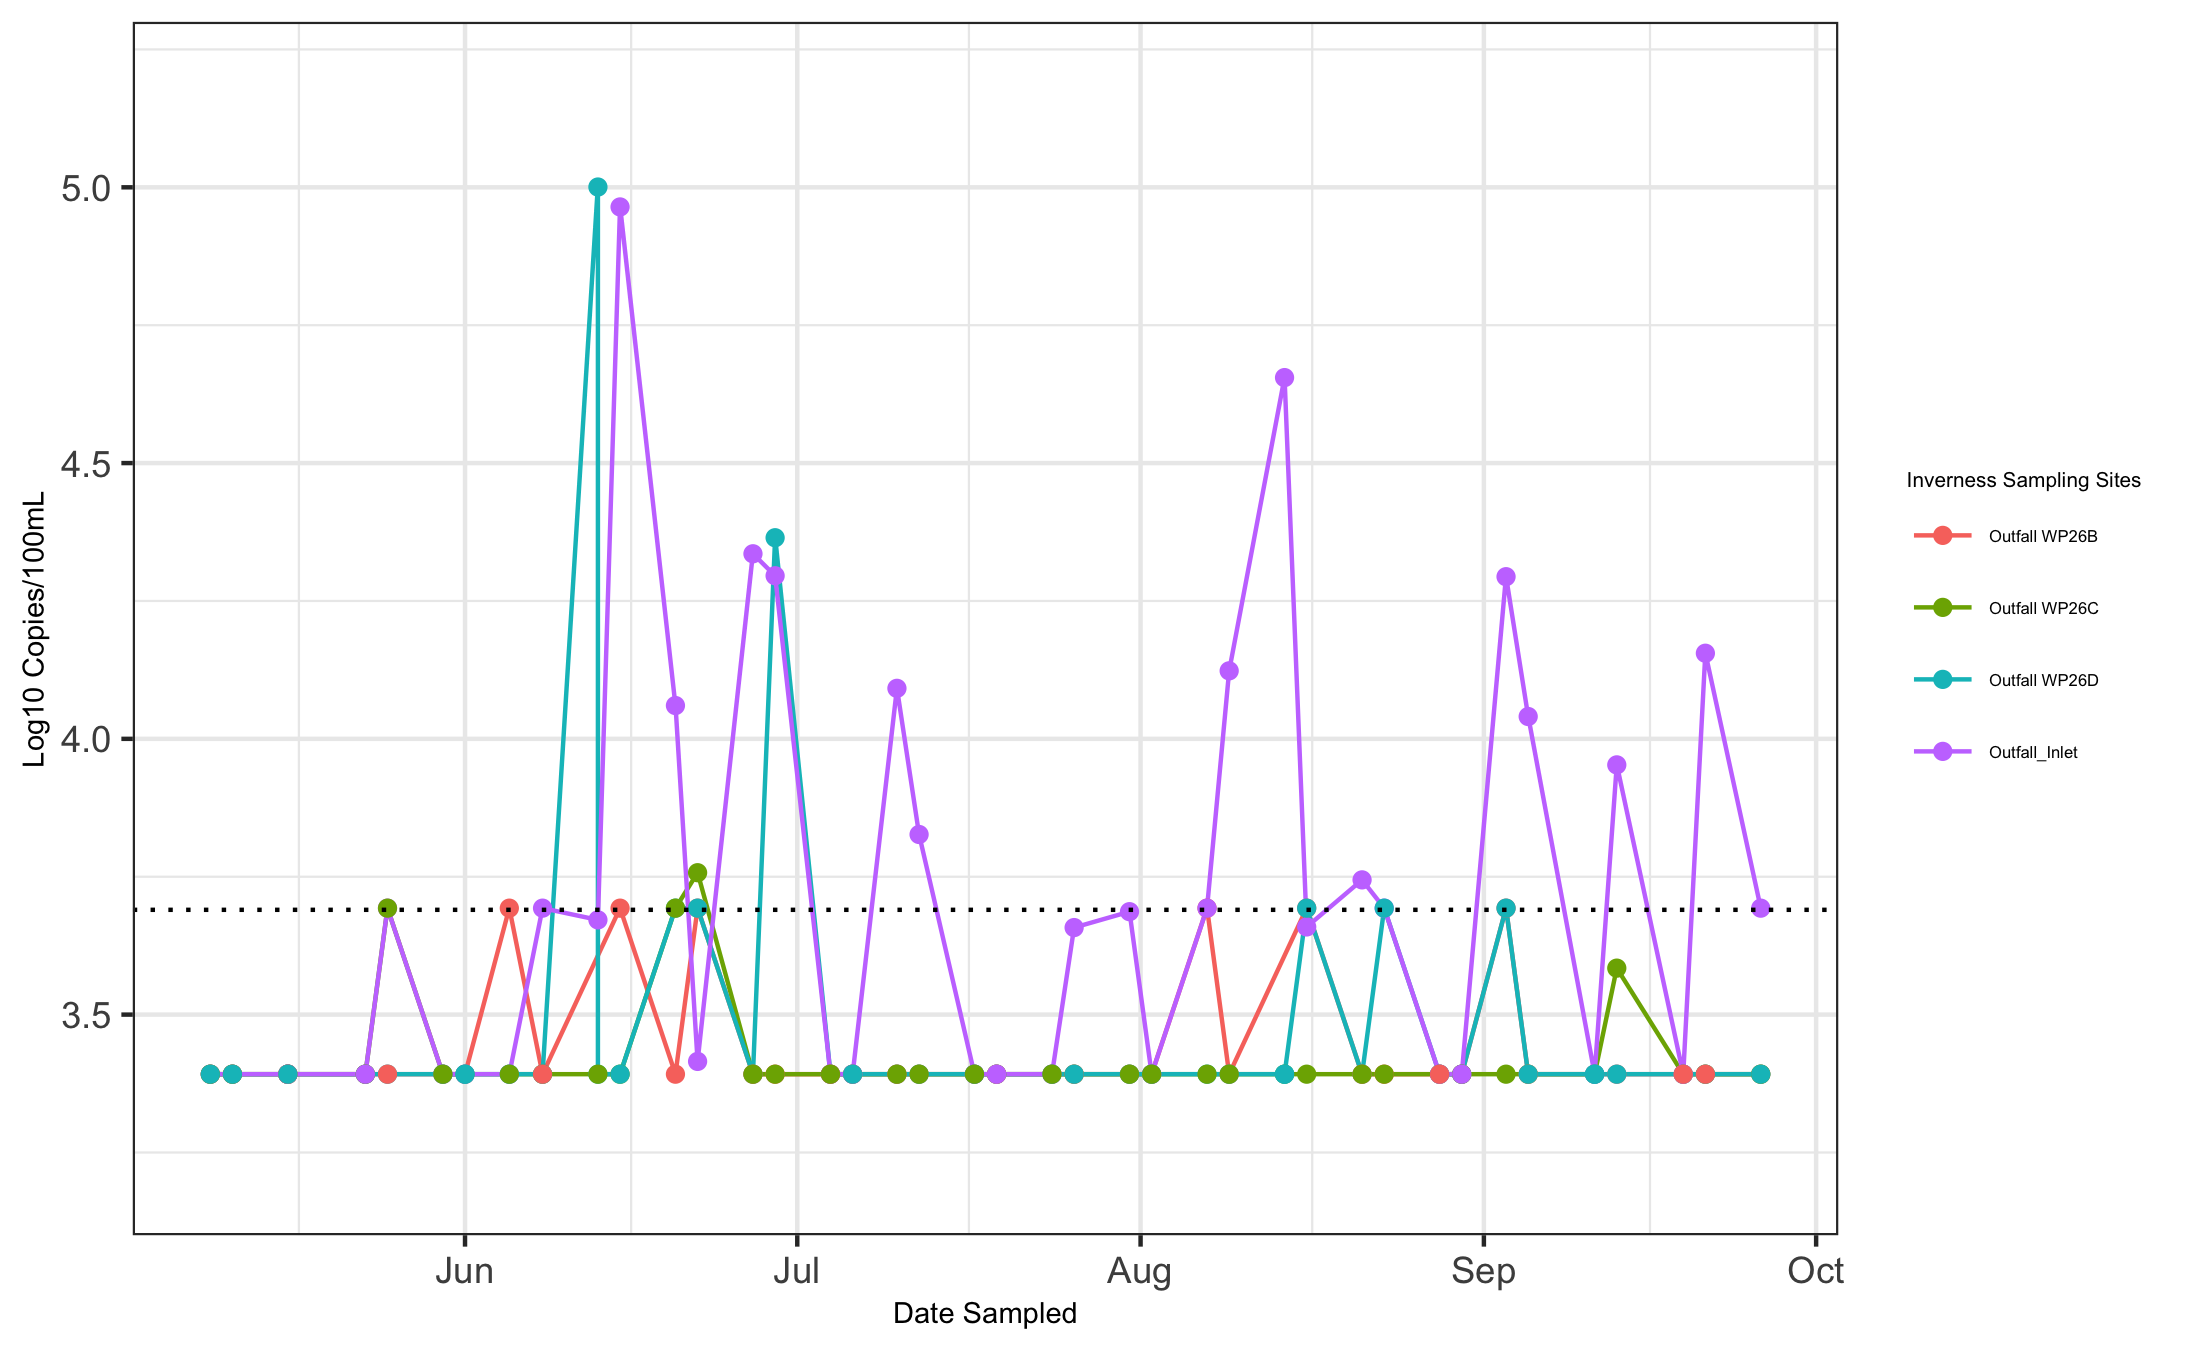 5.0
4.5
4.0
3.5
Log10 Copies/100mL
Jun Jul Aug Sep Oct
Date Sampled
Inverness Sampling Sites
Outfall WP26B
Outfall WP26C
Outfall WP26D
Outfall_Inlet